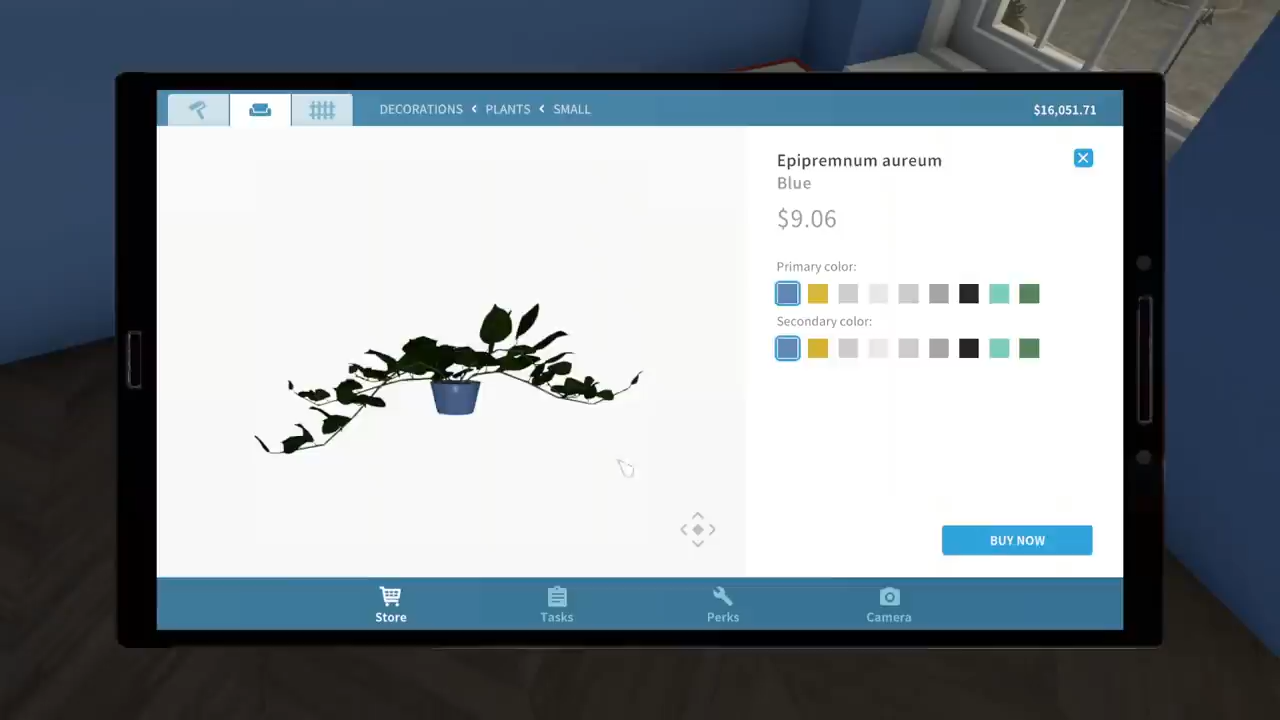 DECORATIONS < PLANTS < SMALL
$16,051.71
Epipremnum aureum
Blue
$9.06
Primary color:
Secondary color:
BUY NOW
Store
Tasks
Perks
Camera